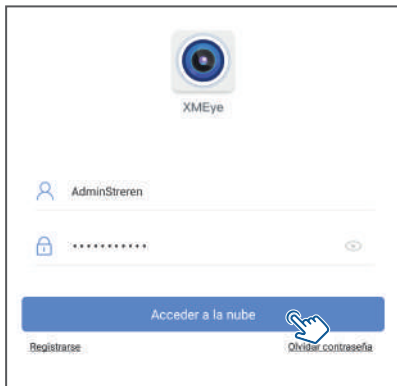 XMEye
AdminStreren
•••••••••••
Acceder a la nube
Registrarse
Olvidar contraseña